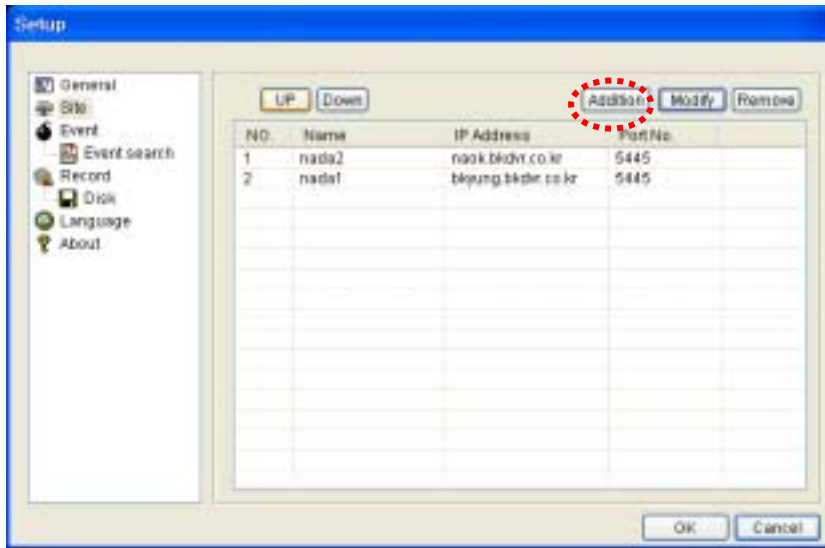 Setup
General
Site
Event
Event search
Record
Disk
Language
About
UP Down Addition Modify Remove
NO. Name IP Address Port No.
1 nada2 naok.bkdvr.co.kr 5445
2 nada1 bkyung.bkdvr.co.kr 5445
OK Cancel